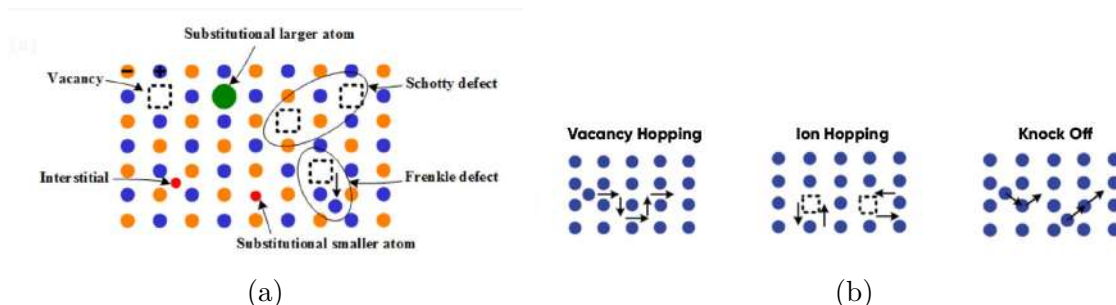 Substitutional larger atom
Vacancy
Schotty defect
Interstitial
Frenkle defect
Substitutional smaller atom
(a)
Vacancy Hopping
Ion Hopping
Knock Off
(b)